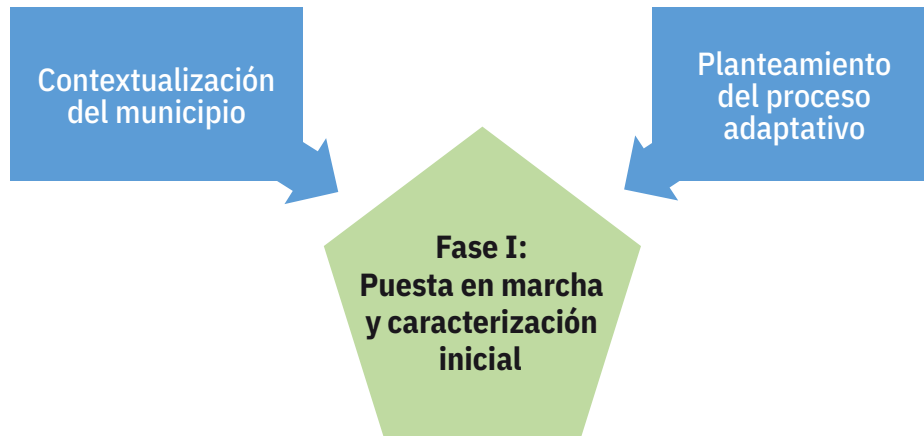 Contextualización
del municipio
Planteamiento
del proceso
adaptativo
Fase I:
Puesta en marcha
y caracterización
inicial